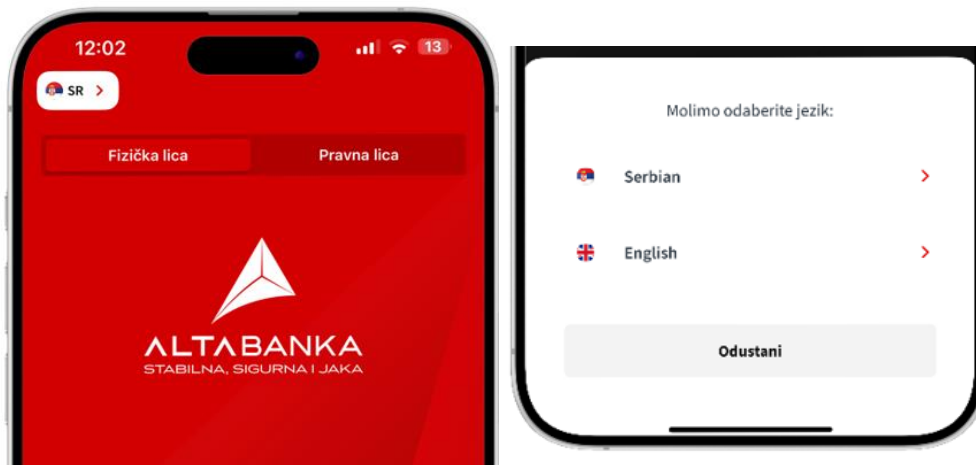 12:02
13
SR
Fizička lica
Pravna lica
ALTABANKA
STABILNA, SIGURNA I JAKA
Molimo odaberite jezik:
Serbian
English
Odustani